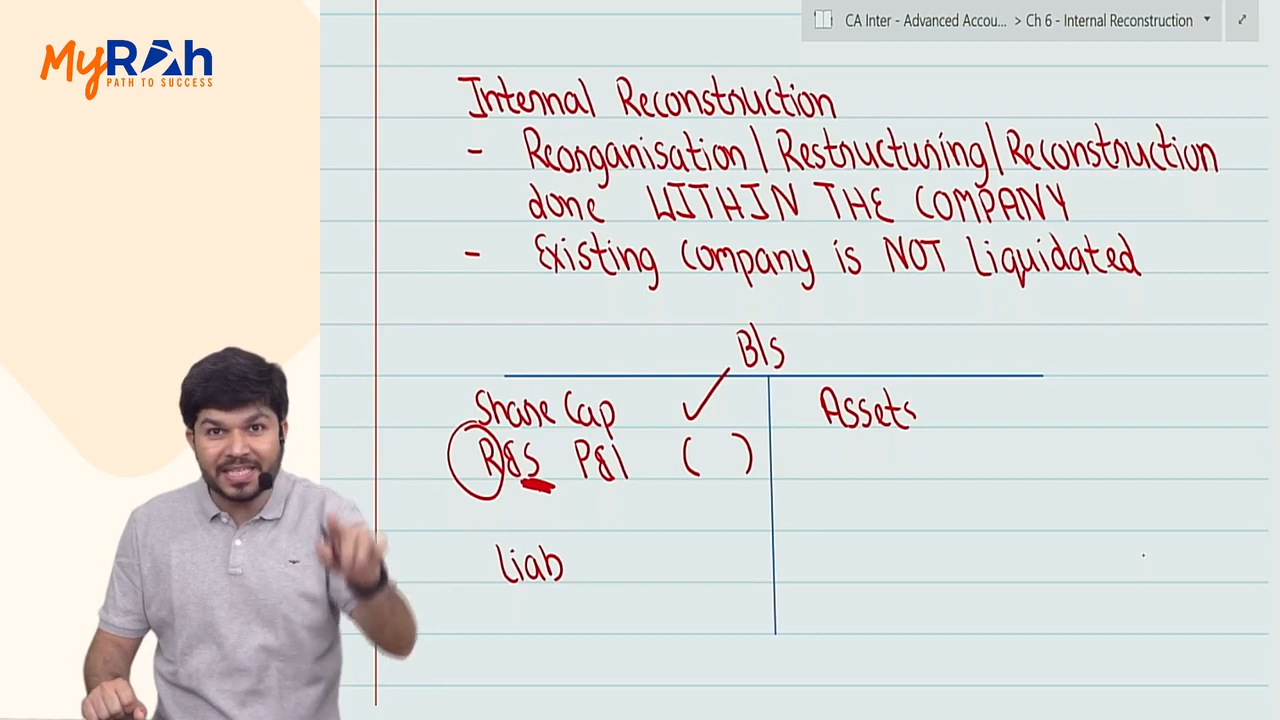 MyRAh
PATH TO SUCCESS
CA Inter - Advanced Accou... > Ch 6 - Internal Reconstruction
Internal Reconstruction
- Reorganisation / Restructuring / Reconstruction
done WITHIN THE COMPANY
- Existing company is NOT Liquidated
B/s
Share Cap
Assets
R&S P&l ( )
liab